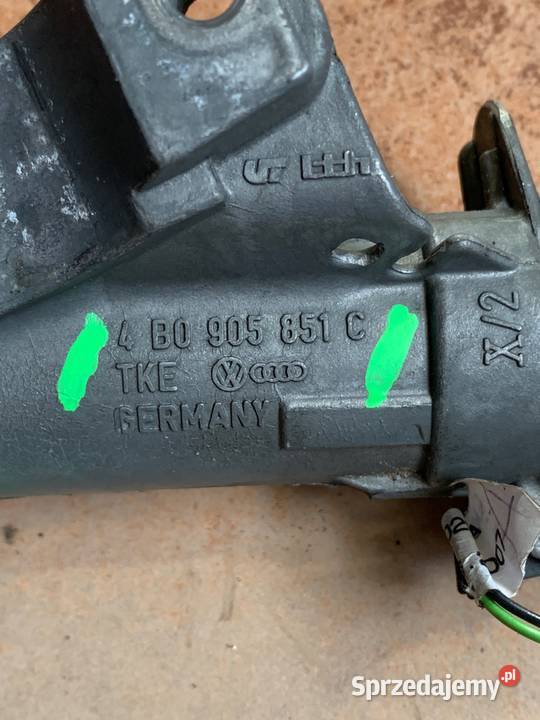 4 B0 905 851 C
TKE
GERMANY
X/2
Sprzedajemy.pl